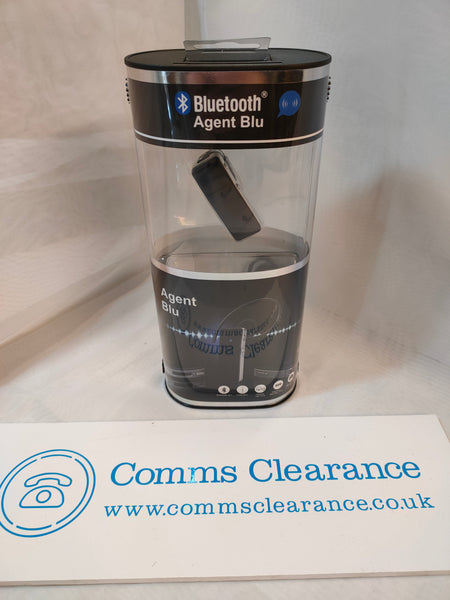 Bluetooth®
Agent Blu
Agent
Blu
Comms Clearance
www.commsclearance.co.uk